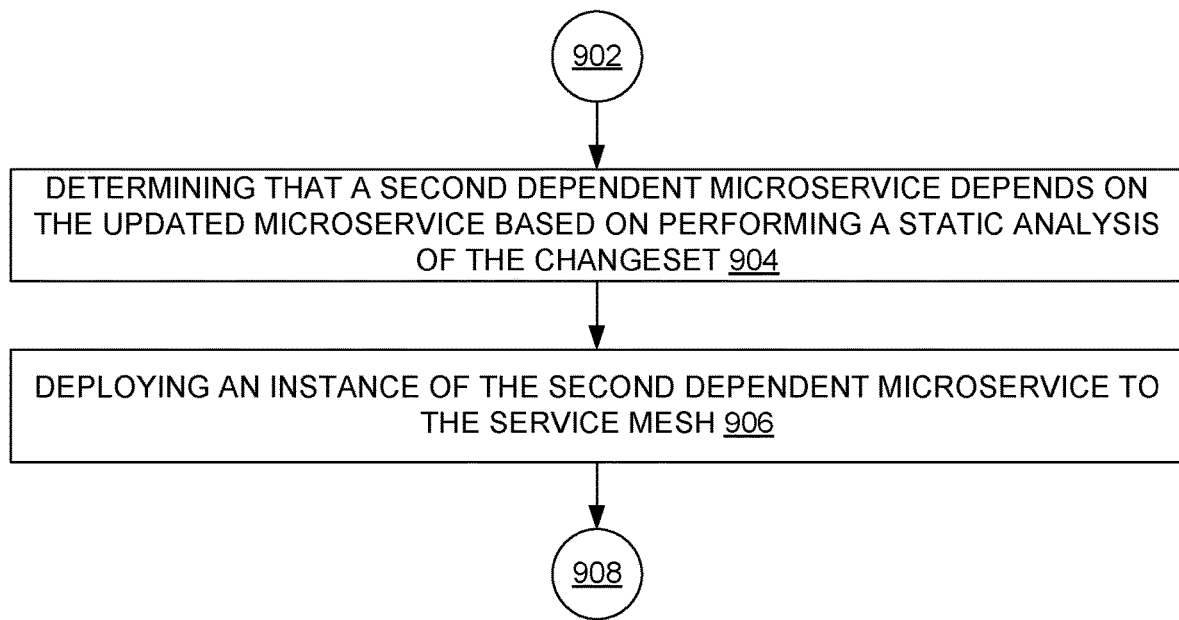 902
DETERMINING THAT A SECOND DEPENDENT MICROSERVICE DEPENDS ON
THE UPDATED MICROSERVICE BASED ON PERFORMING A STATIC ANALYSIS
OF THE CHANGESET 904
DEPLOYING AN INSTANCE OF THE SECOND DEPENDENT MICROSERVICE TO
THE SERVICE MESH 906
908